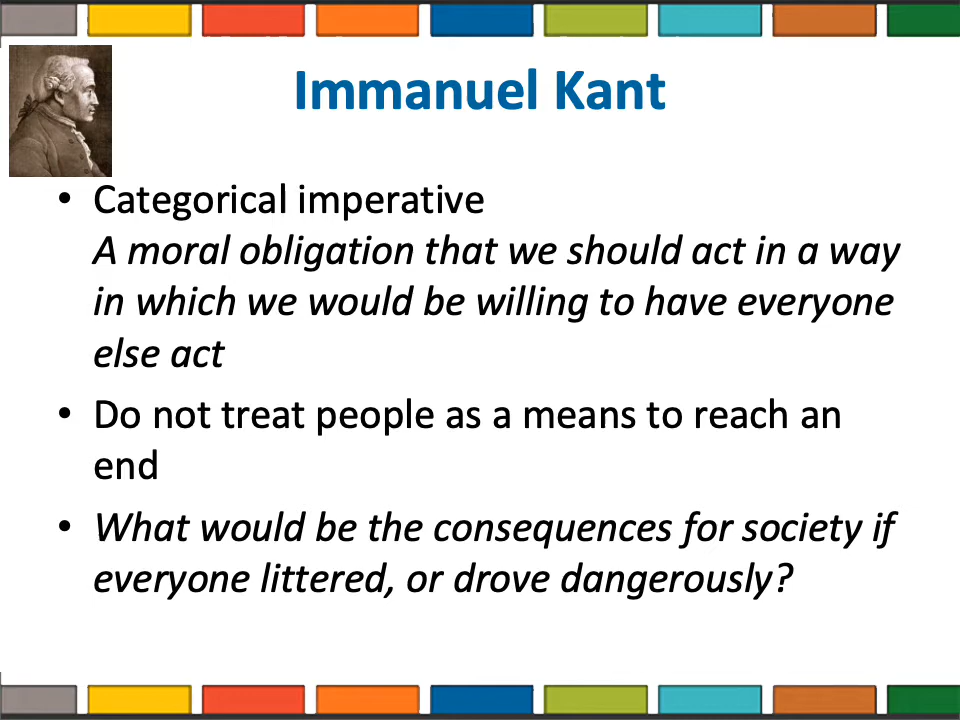 Immanuel Kant
• Categorical imperative
A moral obligation that we should act in a way
in which we would be willing to have everyone
else act
• Do not treat people as a means to reach an
end
• What would be the consequences for society if
everyone littered, or drove dangerously?